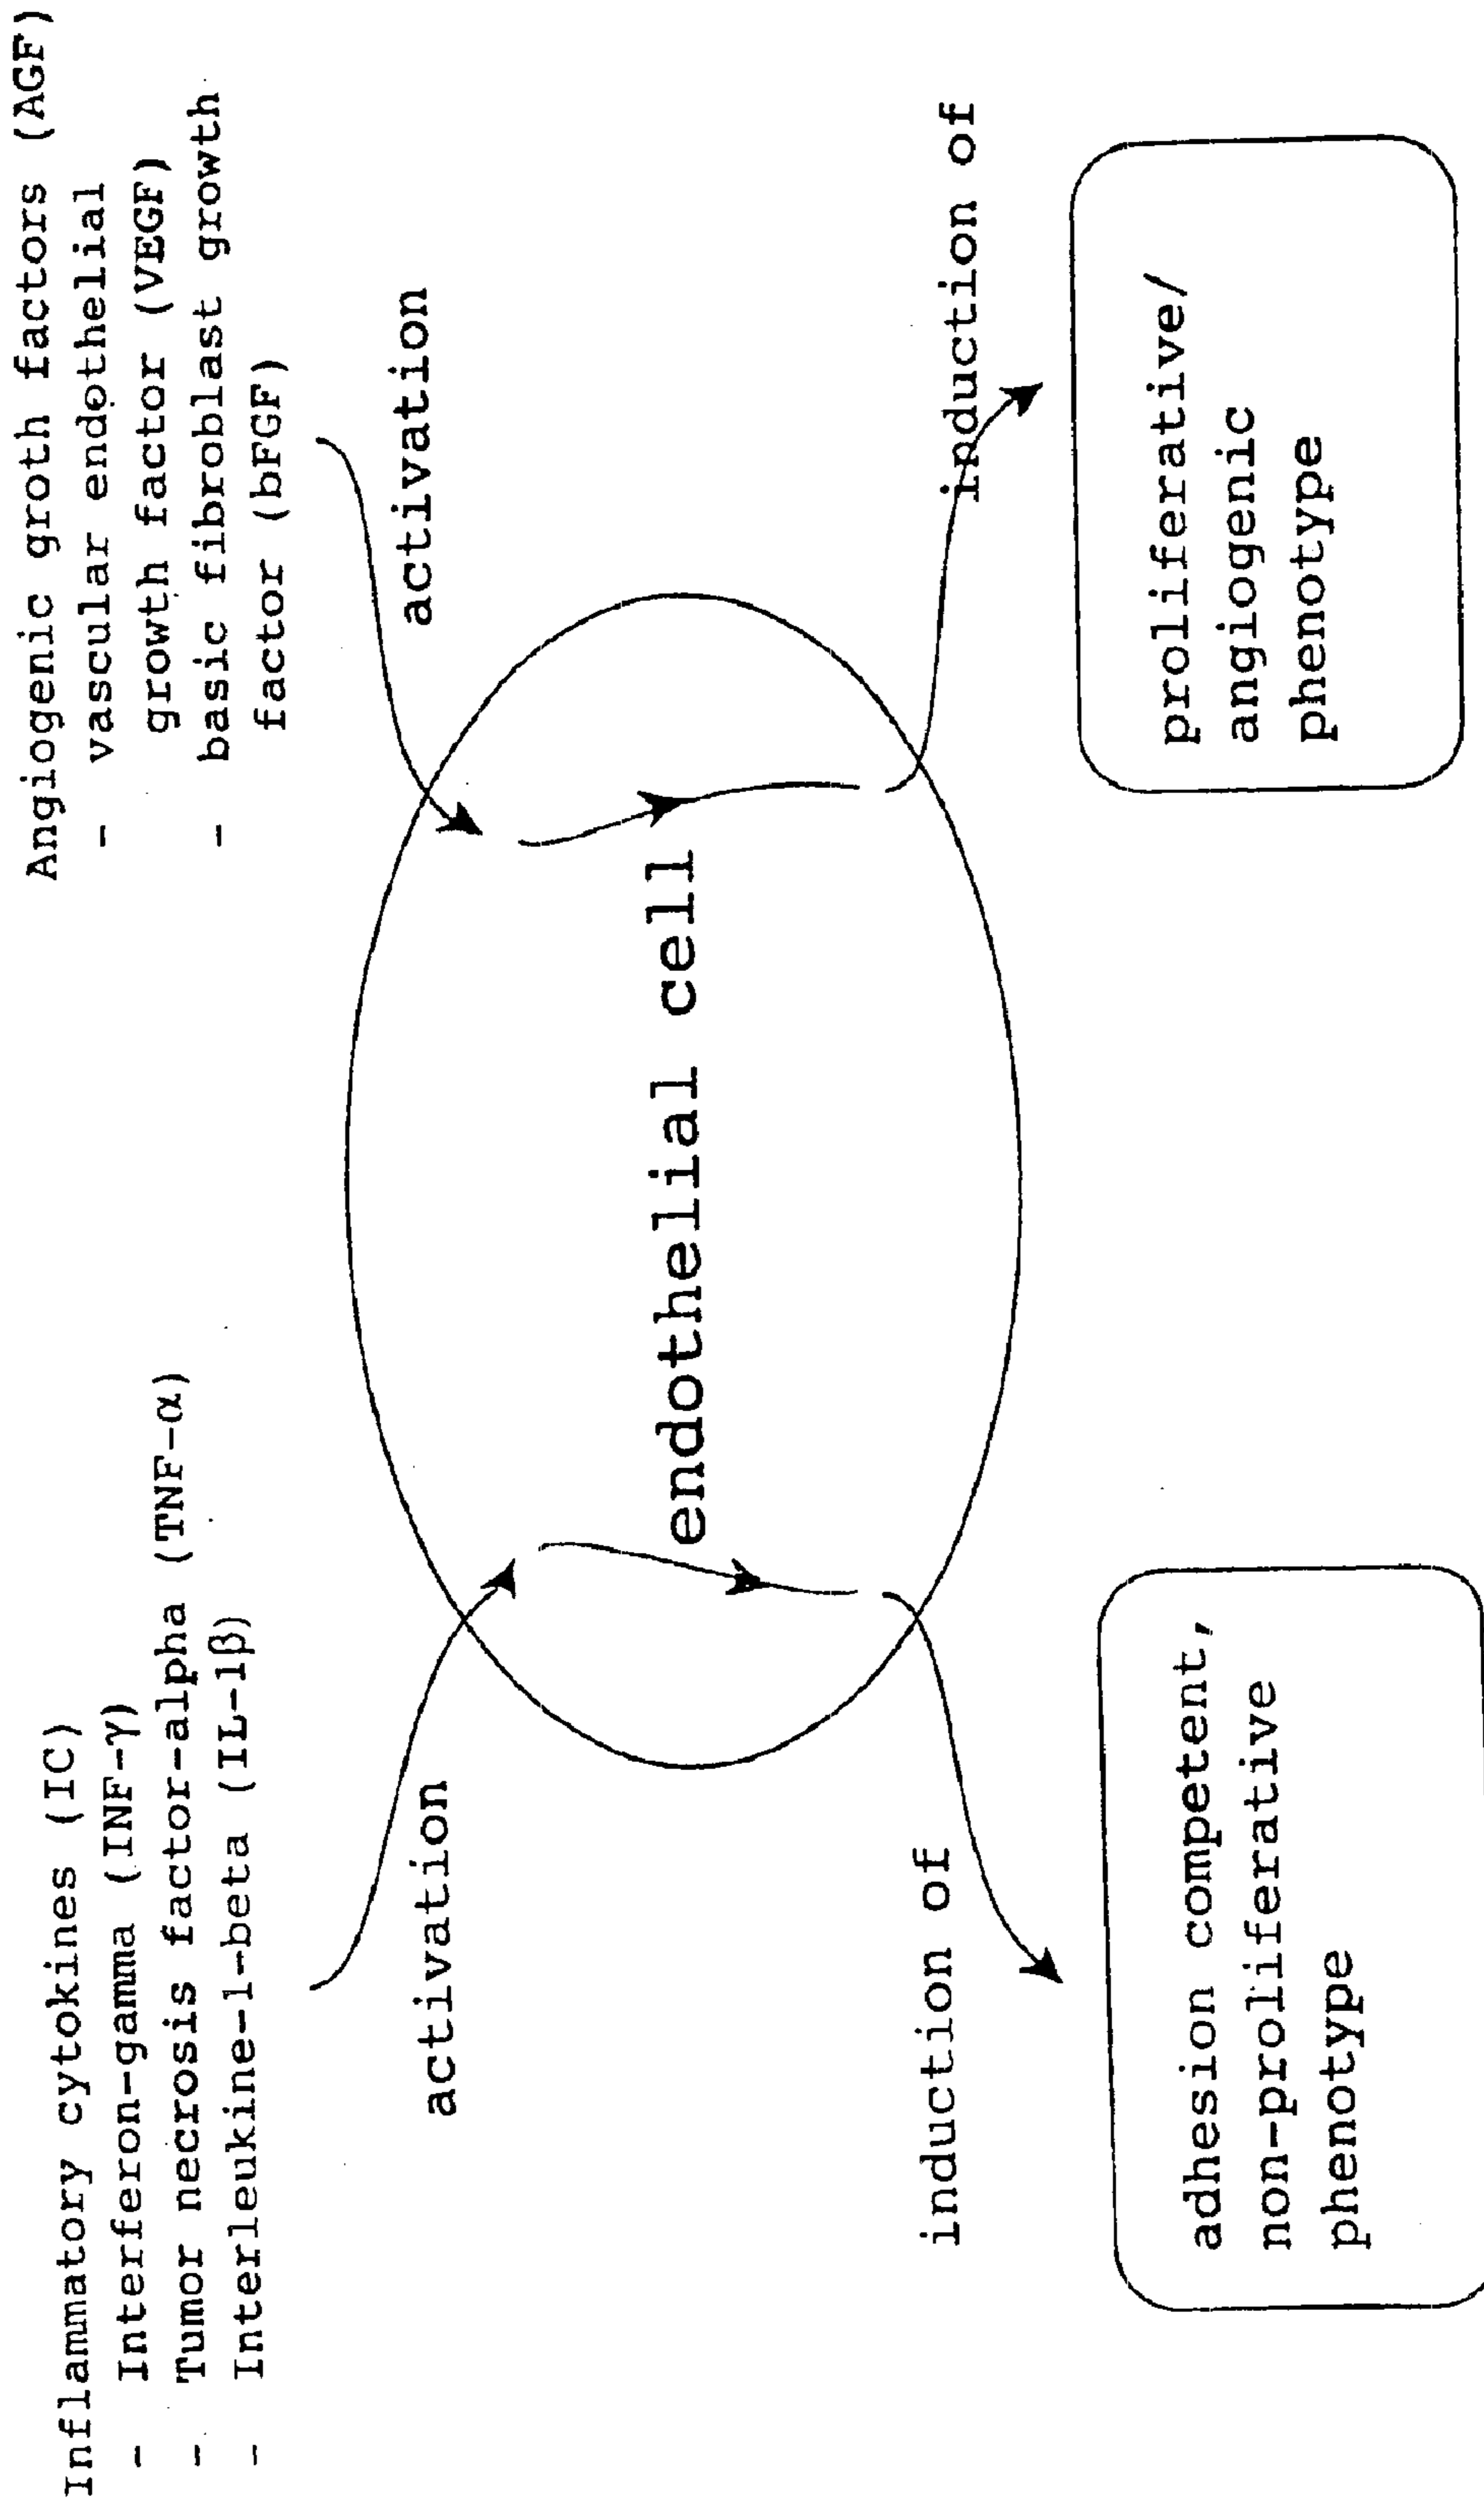 Inflammatory cytokines (IC)
- Interferon-gamma (INF-γ)
- Tumor necrosis factor-alpha (TNF-α)
- Interleukine-1-beta (IL-1β)
Angiogenic groth factors (AGF)
- vascular endothelial
growth factor (VEGF)
- basic fibroblast growth
factor (bFGF)
activation
activation
endothelial cell
induction of
induction of
adhesion competent,
non-proliferative
phenotype
proliferative/
angiogenic
phenotype